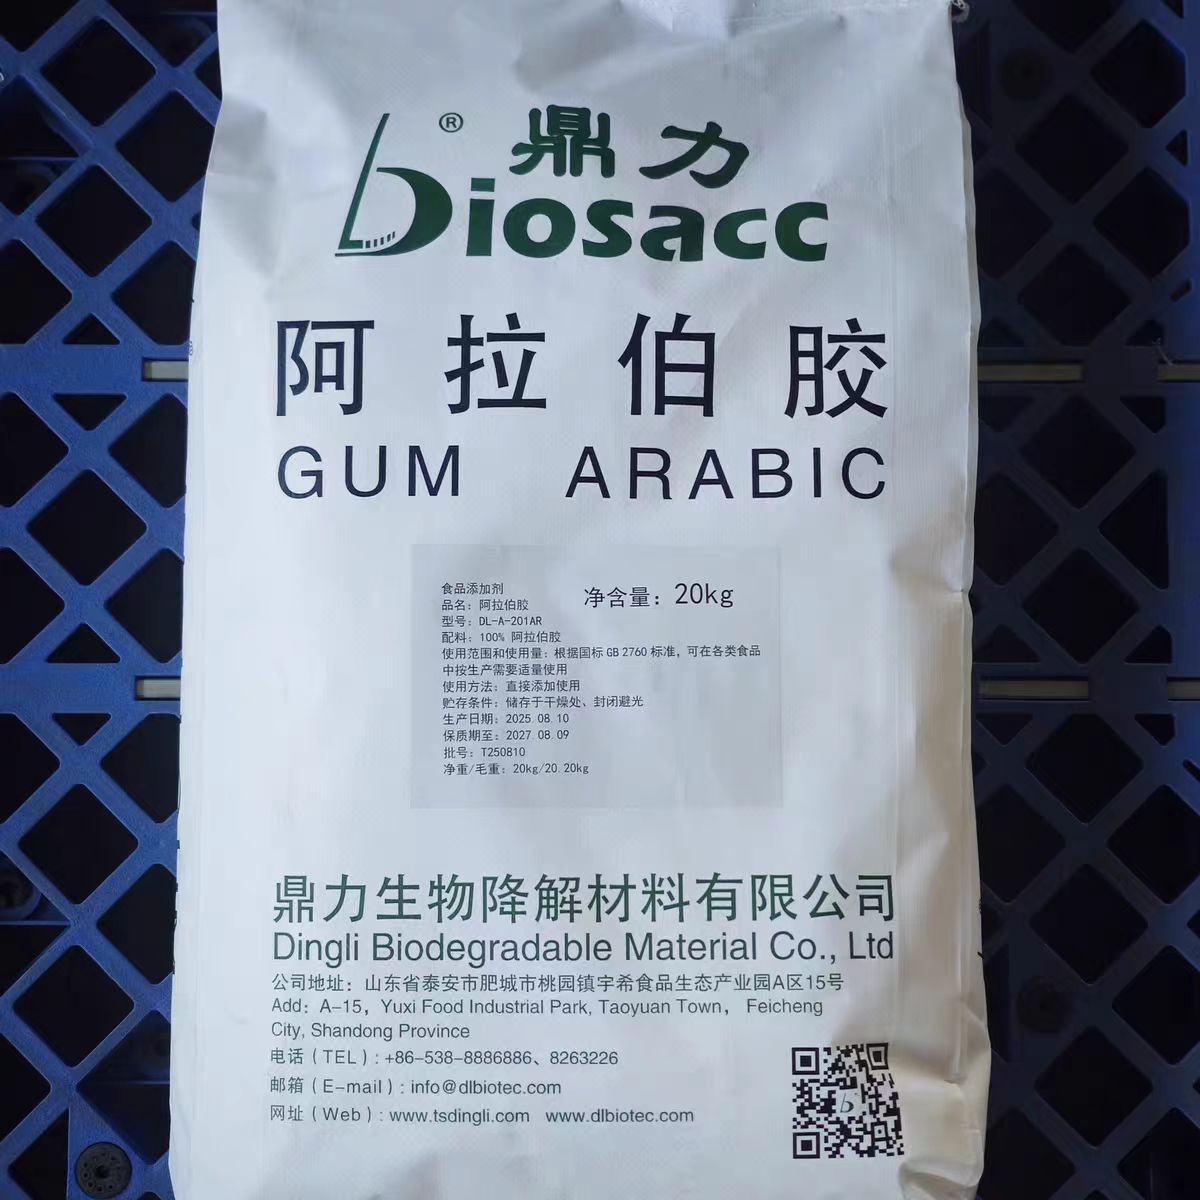 ® 鼎力
biosacc
阿拉伯胶
GUM ARABIC
食品添加剂
净含量：20kg
品名：阿拉伯胶
型号：DL-A-201AR
配料：100% 阿拉伯胶
使用范围和使用量：根据国标 GB 2760 标准，可在各类食品
中按生产需要适量使用
使用方法：直接添加使用
贮存条件：储存于干燥处、封闭避光
生产日期：2025.08.10
保质期至：2027.08.09
批号：T250810
净重/毛重：20kg/20.20kg
鼎力生物降解材料有限公司
Dingli Biodegradable Material Co., Ltd
公司地址：山东省泰安市肥城市桃园镇宇希食品生态产业园A区15号
Add：A-15，Yuxi Food Industrial Park, Taoyuan Town，Feicheng
City, Shandong Province
电话（TEL）：+86-538-8886886、8263226
邮箱（E-mail）：info@dlbiotec.com
网址（Web）：www.tsdingli.com www.dlbiotec.com